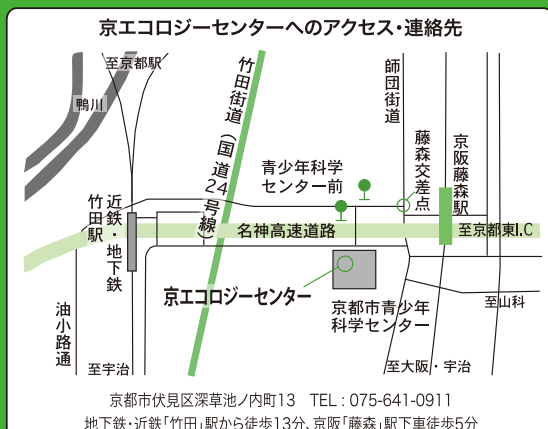 京エコロジーセンターへのアクセス・連絡先
至京都駅
鴨川
竹田街道(国道24号線)
師団街道
藤森交差点
京阪藤森駅
青少年科学
センター前
近鉄・地下鉄
竹田駅
名神高速道路
至京都東I.C
京エコロジーセンター
京都市青少年
科学センター
至山科
油小路通
至宇治
至大阪・宇治
京都市伏見区深草池ノ内町13 TEL : 075-641-0911
地下鉄・近鉄「竹田」駅から徒歩13分、京阪「藤森」駅下車徒歩5分